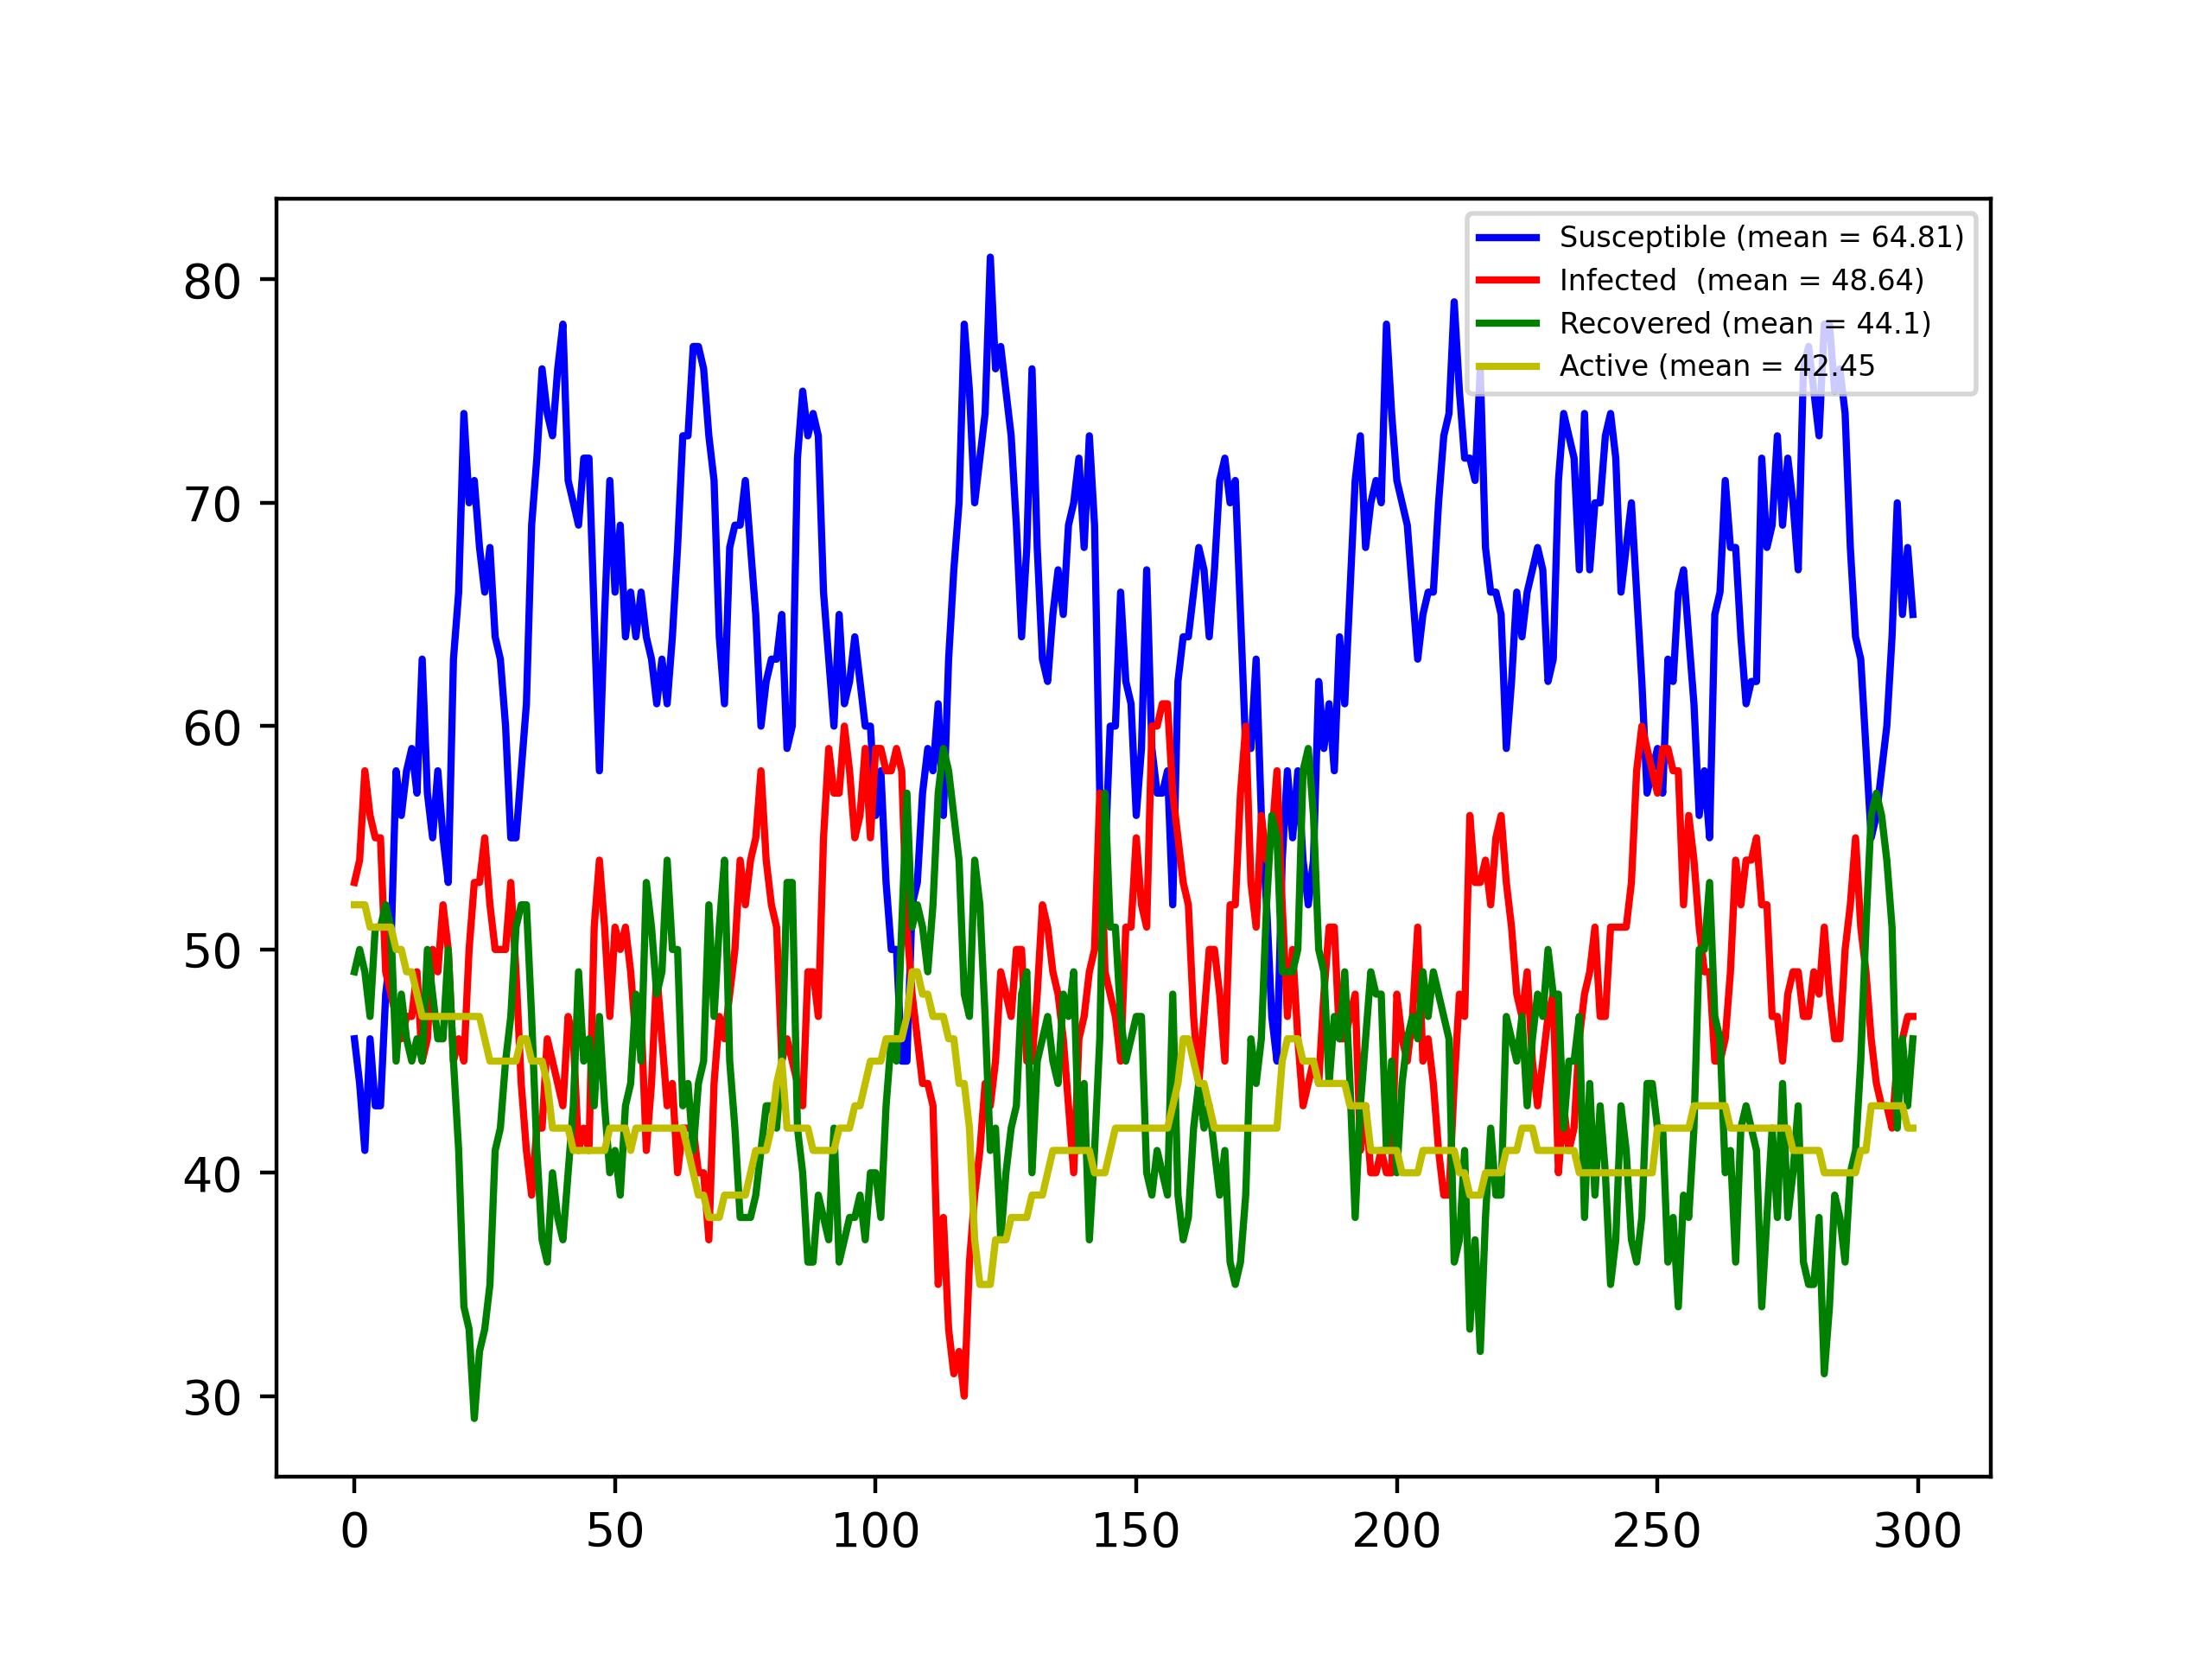 Susceptible (mean = 64.81)
Infected  (mean = 48.64)
Recovered (mean = 44.1)
Active (mean = 42.45
80
70
60
50
40
30
0 50 100 150 200 250 300